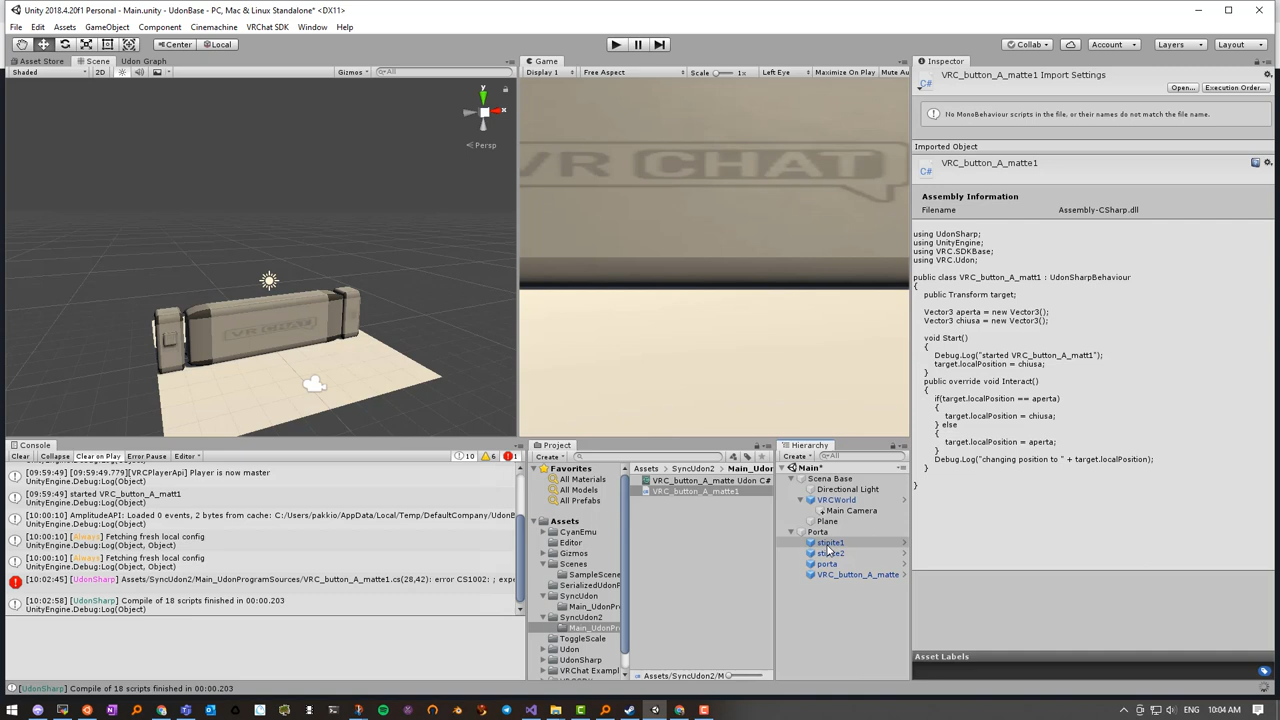 Unity 2018.4.20f1 Personal - Main.unity - UdonBase - PC, Mac & Linux Standalone* <DX11>
File Edit Assets GameObject Component Cinemachine VRChat SDK Window Help
Center Local Collab Account Layers Layout
Asset Store Scene Udon Graph
Shaded 2D Gizmos All
y x Persp
VRCHAT
Game
Display 1 Free Aspect Scale 1x Left Eye Maximize On Play Mute Au
VR CHAT
Inspector
VRC_button_A_matte1 Import Settings
Open... Execution Order...
No MonoBehaviour scripts in the file, or their names do not match the file name.
Imported Object
VRC_button_A_matte1
Assembly Information
Filename Assembly-CSharp.dll
using UdonSharp;
using UnityEngine;
using VRC.SDKBase;
using VRC.Udon;
public class VRC_button_A_matt1 : UdonSharpBehaviour
{
public Transform target;
Vector3 aperta = new Vector3();
Vector3 chiusa = new Vector3();
void Start()
{
Debug.Log("started VRC_button_A_matt1");
target.localPosition = chiusa;
}
public override void Interact()
{
if(target.localPosition == aperta)
{
target.localPosition = chiusa;
} else
{
target.localPosition = aperta;
}
Debug.Log("changing position to " + target.localPosition);
}
}
Asset Labels
Console
Clear Collapse Clear on Play Error Pause Editor 10 6 1
UnityEngine.Debug:Log(Object)
[09:59:49] [VRCPlayerApi] Player is now master
UnityEngine.Debug:Log(Object)
[09:59:49] started VRC_button_A_matt1
UnityEngine.Debug:Log(Object)
[10:00:10] AmplitudeAPI: Loaded 0 events, 2 bytes from cache: C:/Users/pakkio/AppData/Local/Temp/DefaultCompany/UdonB
UnityEngine.Debug:Log(Object)
[10:00:10] [Always] Fetching fresh local config
UnityEngine.Debug:Log(Object, Object)
[10:00:10] [Always] Fetching fresh local config
UnityEngine.Debug:Log(Object, Object)
[10:02:45] [UdonSharp] Assets/SyncUdon2/Main_UdonProgramSources/VRC_button_A_matte1.cs(28,42): error CS1002: ; expe
[10:02:58] [UdonSharp] Compile of 18 scripts finished in 00:00.203
UnityEngine.Debug:Log(Object)
Project
Create
Favorites
All Materials
All Models
All Prefabs
Assets
CyanEmu
Editor
Gizmos
Scenes
SampleScene
SerializedUdonP
SyncUdon
Main_UdonPr
SyncUdon2
Main_UdonPr
ToggleScale
Udon
UdonSharp
VRChat Exampl
Assets SyncUdon2 Main_Udor
VRC_button_A_matte Udon C#
VRC_button_A_matte1
Assets/SyncUdon2/M
Hierarchy
Create All
Main*
Scena Base
Directional Light
VRCWorld
Main Camera
Plane
Porta
stipite1
stipite2
porta
VRC_button_A_matte
[UdonSharp] Compile of 18 scripts finished in 00:00.203
10:04 AM